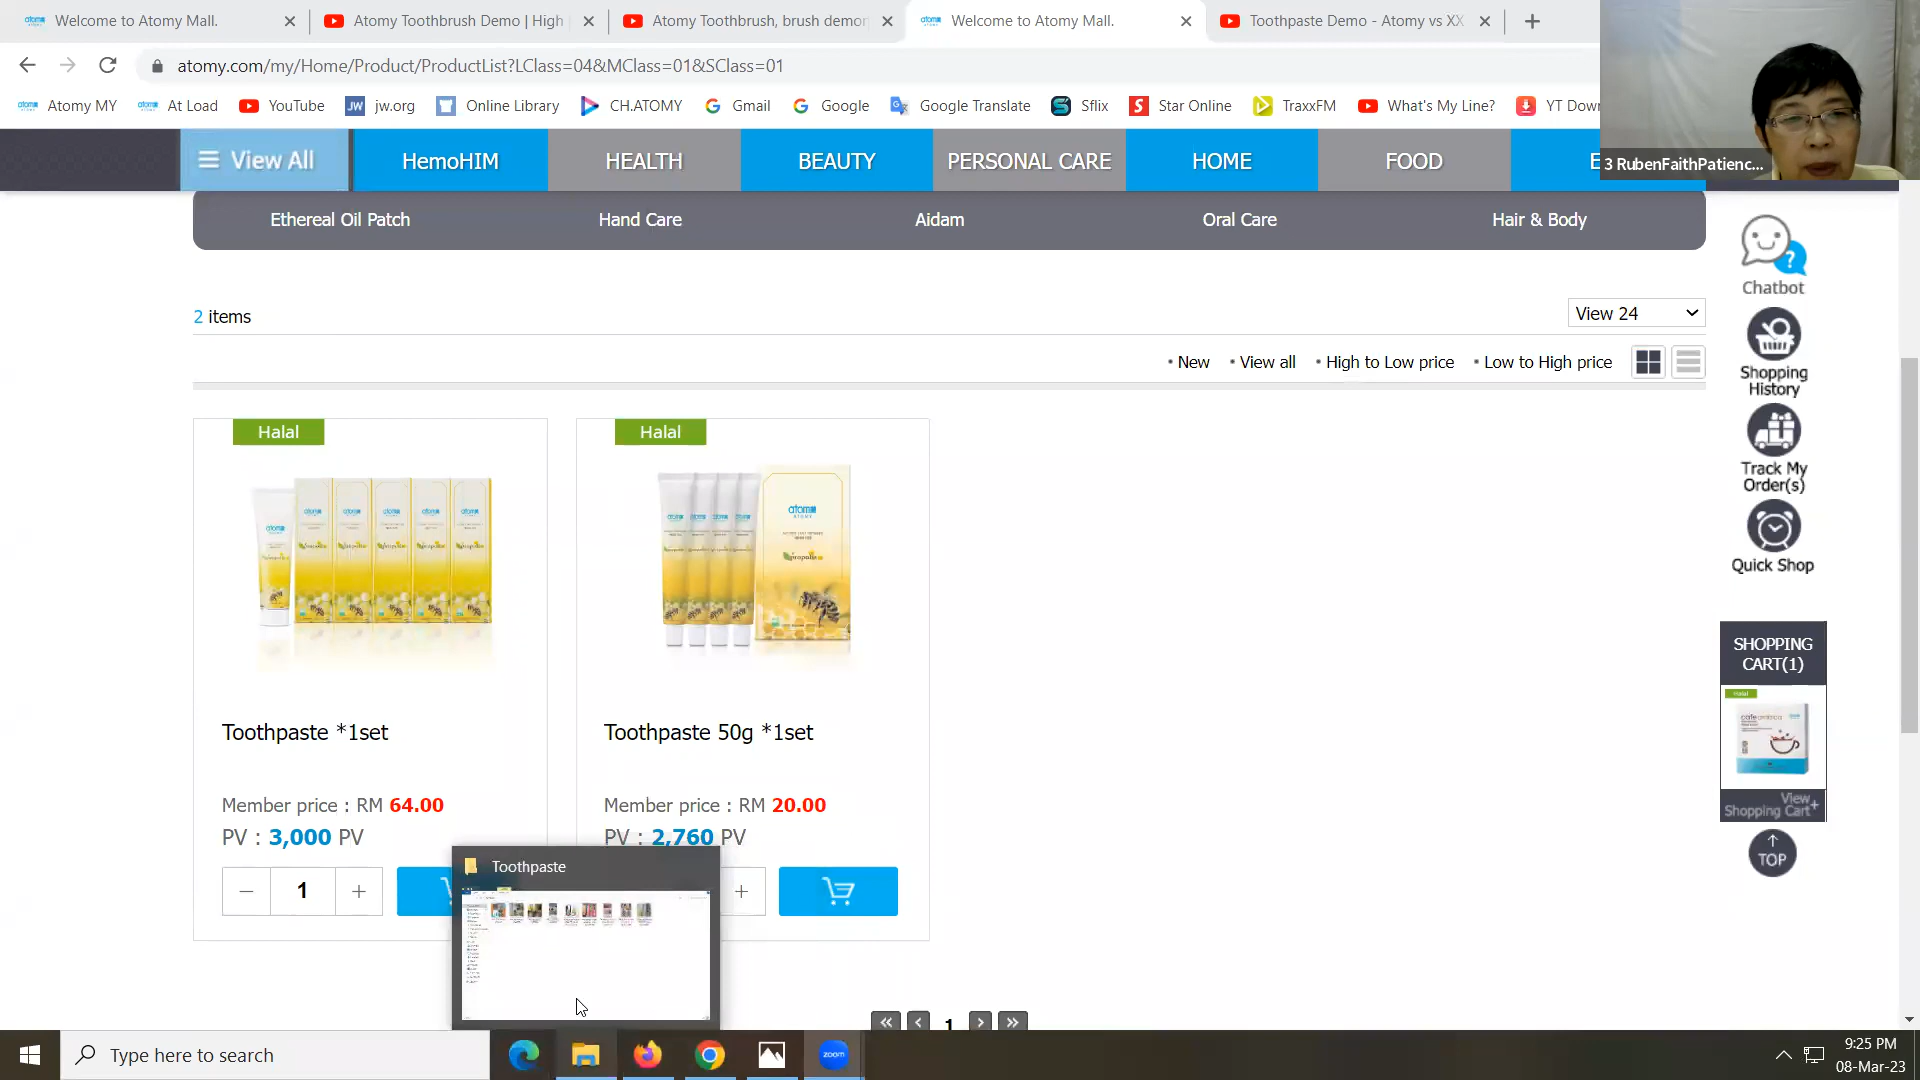 Welcome to Atomy Mall.
Atomy Toothbrush Demo | High
Atomy Toothbrush, brush demon
Welcome to Atomy Mall.
Toothpaste Demo - Atomy vs XX
atomy.com/my/Home/Product/ProductList?LClass=04&MClass=01&SClass=01
Atomy MY
At Load
YouTube
jw.org
Online Library
CH.ATOMY
Gmail
Google
Google Translate
Sflix
Star Online
TraxxFM
What's My Line?
YT Down
3 RubenFaithPatienc...
View All
HemoHIM
HEALTH
BEAUTY
PERSONAL CARE
HOME
FOOD
E
Ethereal Oil Patch
Hand Care
Aidam
Oral Care
Hair & Body
2 items
View 24
• New
• View all
• High to Low price
• Low to High price
Halal
Halal
atom
ATOMY
propolis
Toothpaste *1set
Toothpaste 50g *1set
Member price : RM 64.00
Member price : RM 20.00
PV : 3,000 PV
PV : 2,760 PV
− 1 +
+
Toothpaste
« ‹ 1 › »
Chatbot
Shopping
History
Track My
Order(s)
Quick Shop
SHOPPING
CART(1)
Halal
cafe arabica
View
Shopping Cart+
TOP
Type here to search
zoom
9:25 PM
08-Mar-23